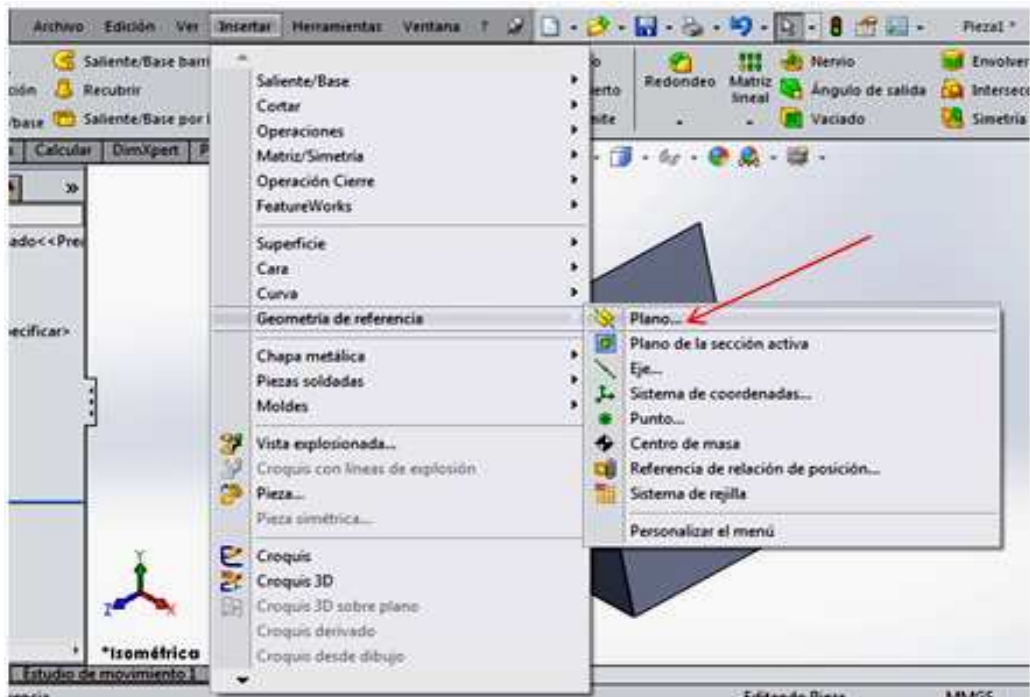 Archivo Edición Ver Insertar Herramientas Ventana ? Pieza1 *
Saliente/Base barri
Recubrir
Saliente/Base por l
Redondeo
Matriz lineal
Nervio
Ángulo de salida
Vaciado
Envolver
Intersecc
Simetría
Calcular DimXpert P
ado<<Pre
ecificar>
Saliente/Base
Cortar
Operaciones
Matriz/Simetría
Operación Cierre
FeatureWorks
Superficie
Cara
Curva
Geometría de referencia
Chapa metálica
Piezas soldadas
Moldes
Vista explosionada...
Croquis con líneas de explosión
Pieza...
Pieza simétrica...
Croquis
Croquis 3D
Croquis 3D sobre plano
Croquis derivado
Croquis desde dibujo
Plano...
Plano de la sección activa
Eje...
Sistema de coordenadas...
Punto...
Centro de masa
Referencia de relación de posición...
Sistema de rejilla
Personalizar el menú
Y
Z X
*Isométrica
Estudio de movimiento 1
Editando Pieza MMGS